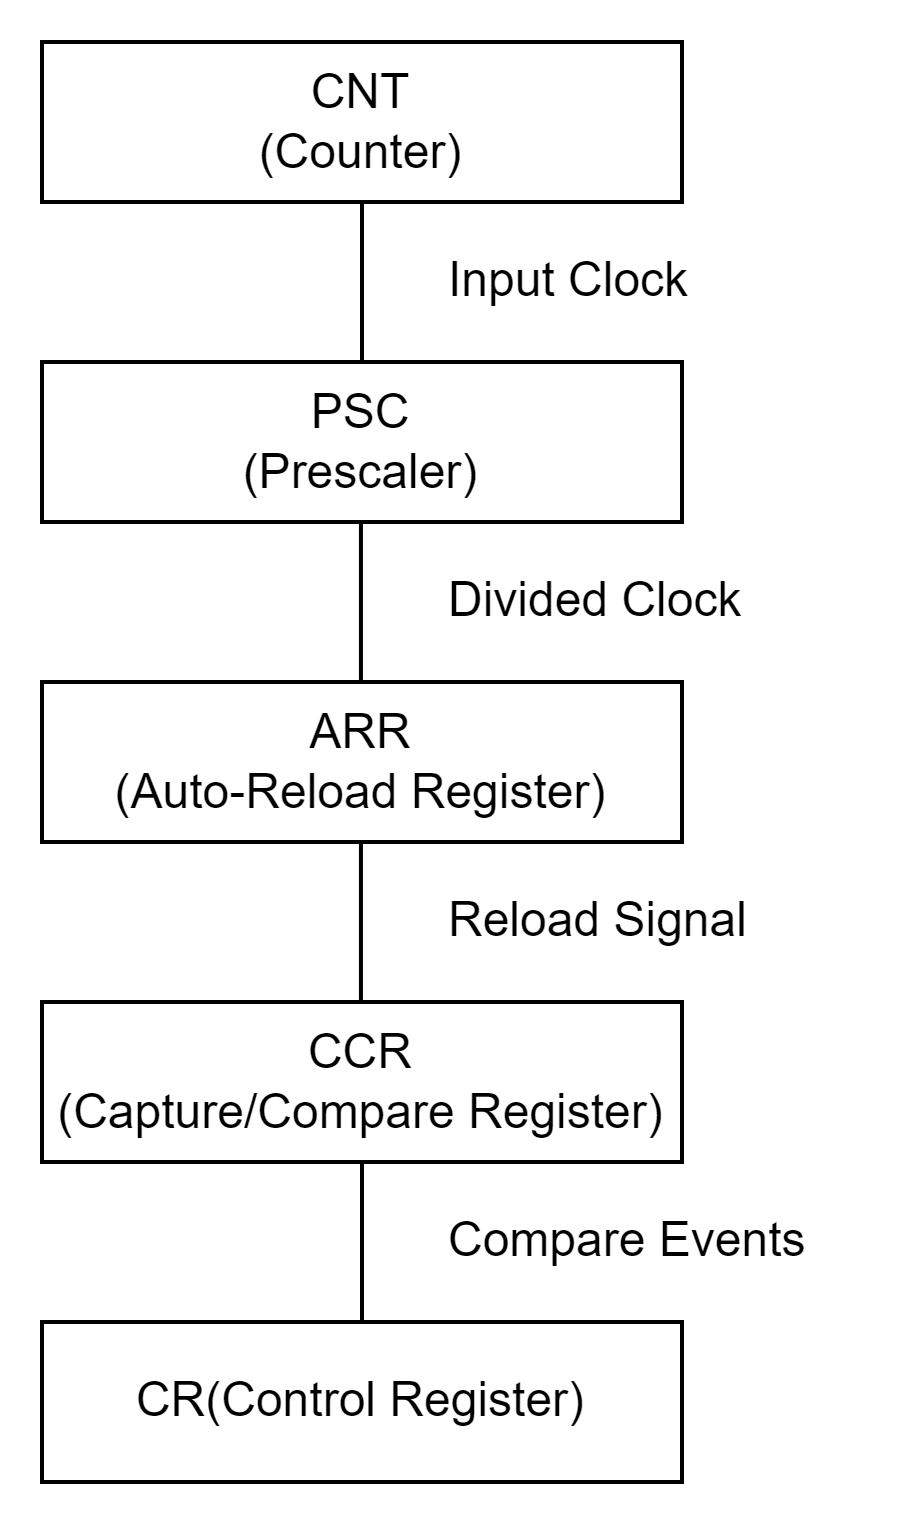 CNT
(Counter)
Input Clock
PSC
(Prescaler)
Divided Clock
ARR
(Auto-Reload Register)
Reload Signal
CCR
(Capture/Compare Register)
Compare Events
CR(Control Register)